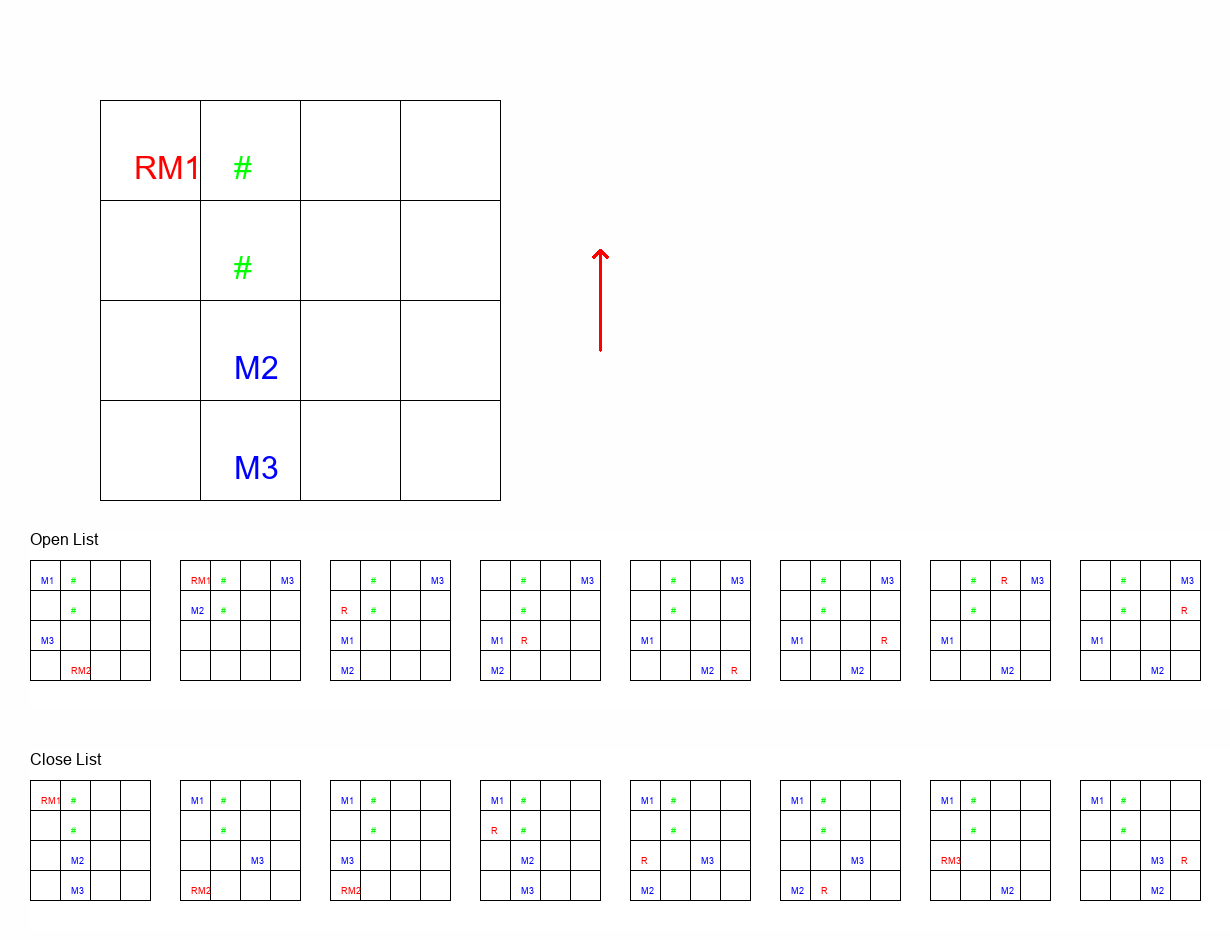 RM1 #
#
M2
M3
Open List
M1 # RM1 # M3 # M3 # M3 # M3 # M3 # R M3 # M3
# M2 # R # # # # # # R
M3 M1 M1 R M1 M1 R M1 M1
RM2 M2 M2 M2 R M2 M2 M2
Close List
RM1 # M1 # M1 # M1 # M1 # M1 # M1 # M1 #
# # # R # # # # #
M2 M3 M3 M2 R M3 M3 RM3 M3 R
M3 RM2 RM2 M3 M2 M2 R M2 M2